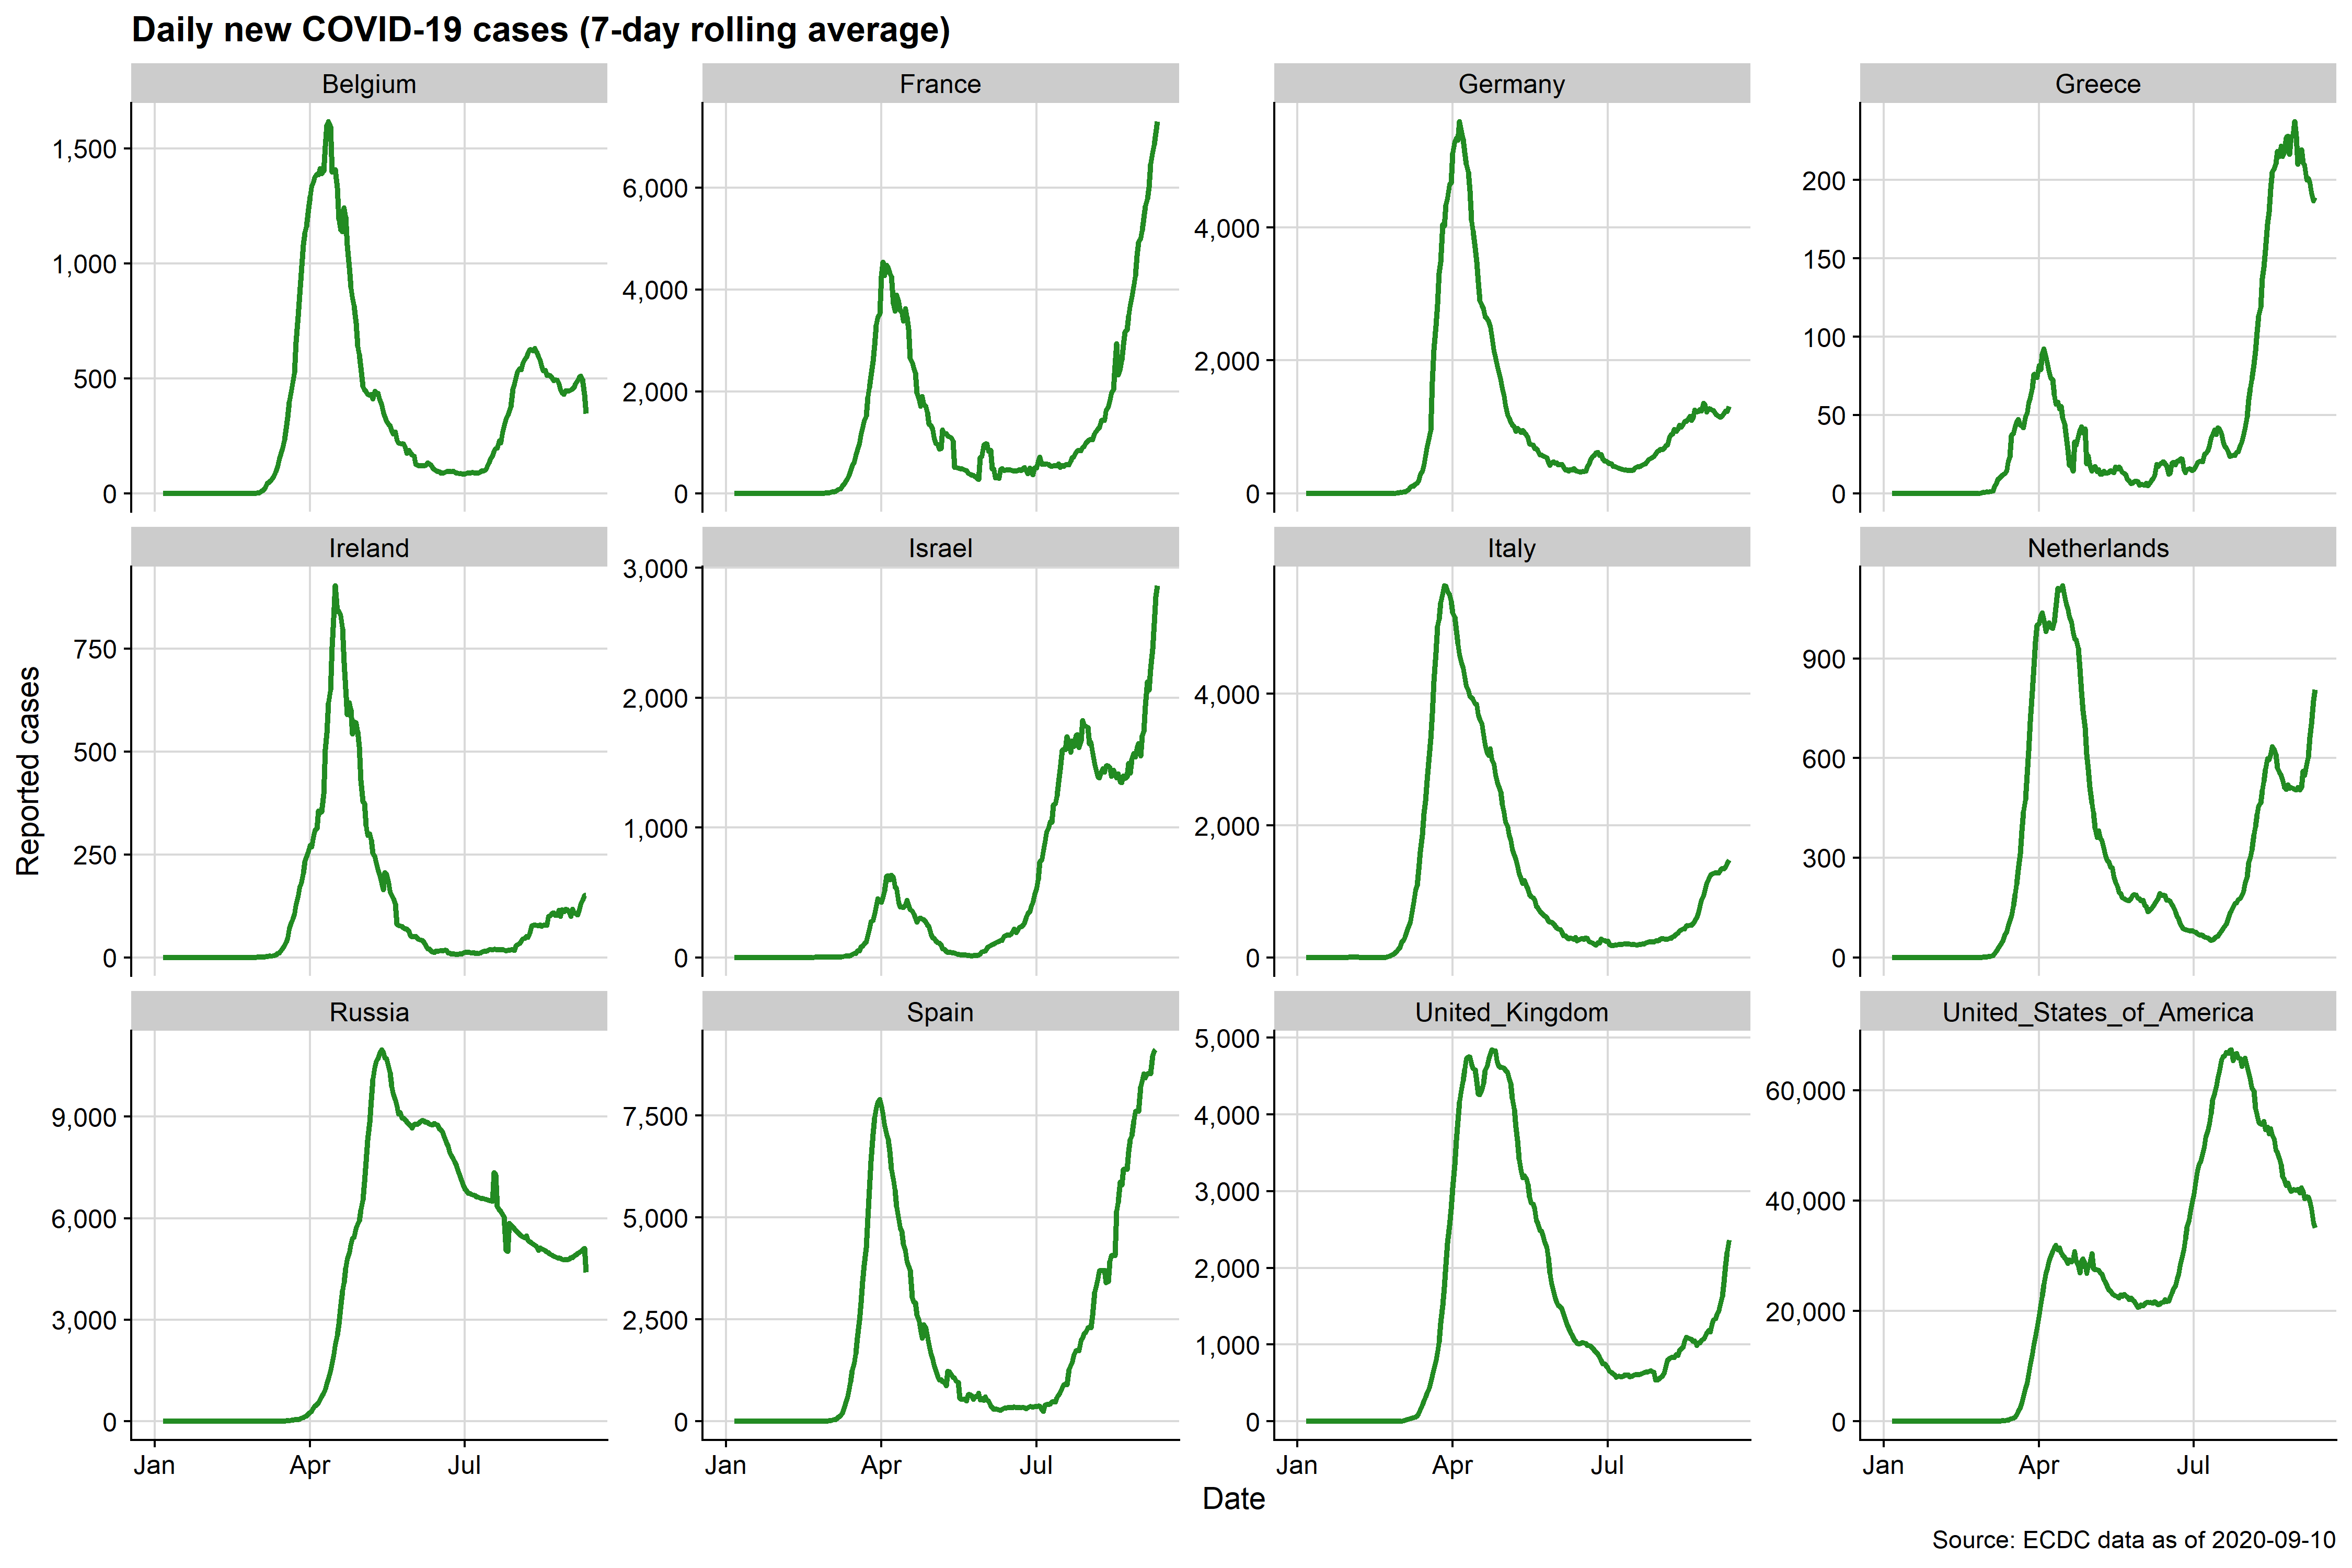 Daily new COVID-19 cases (7-day rolling average)
Belgium
France
Germany
Greece
1,500
1,000
500
0
6,000
4,000
2,000
0
4,000
2,000
0
200
150
100
50
0
Ireland
Israel
Italy
Netherlands
750
500
250
0
3,000
2,000
1,000
0
4,000
2,000
0
900
600
300
0
Russia
Spain
United_Kingdom
United_States_of_America
9,000
6,000
3,000
0
7,500
5,000
2,500
0
5,000
4,000
3,000
2,000
1,000
0
60,000
40,000
20,000
0
Jan Apr Jul
Jan Apr Jul
Jan Apr Jul
Jan Apr Jul
Reported cases
Date
Source: ECDC data as of 2020-09-10